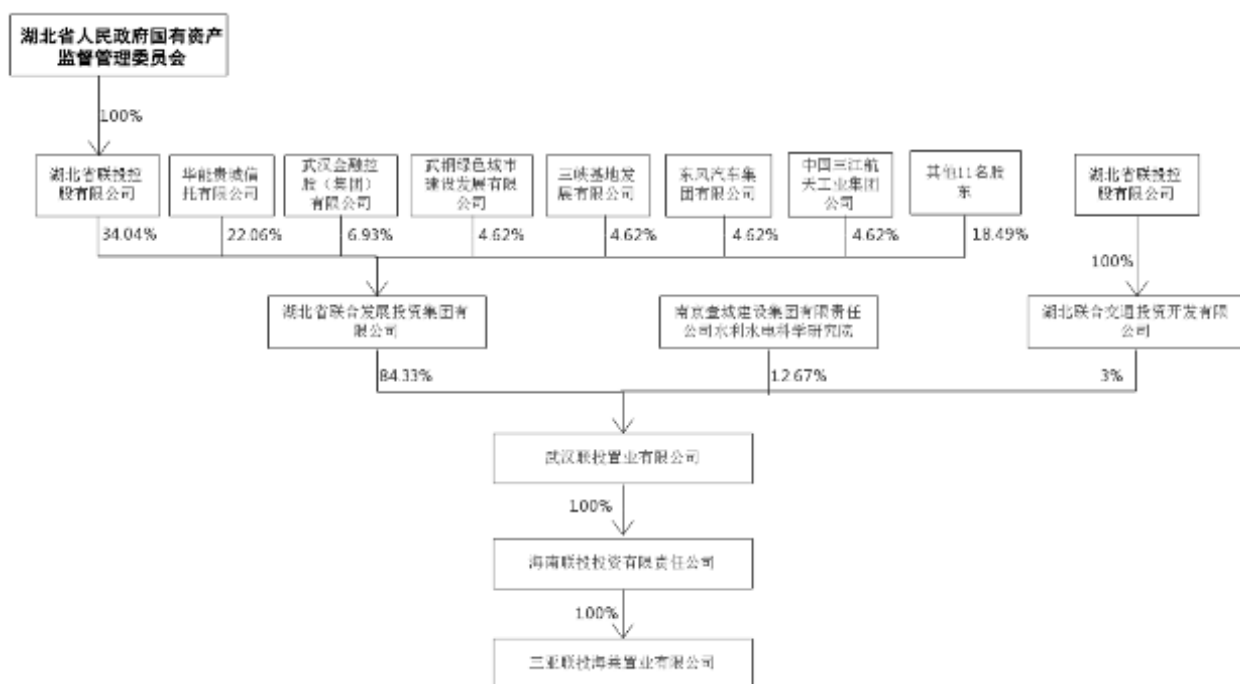 湖北省人民政府国有资产
监督管理委员会
100%
湖北省联投控
股有限公司
华能贵诚信
托有限公司
武汉金融控
股（集团）
有限公司
武钢绿色城市
建设发展有限
公司
三峡基地发
展有限公司
东风汽车集
团有限公司
中国三江航
天工业集团
公司
其他11名股
东
湖北省联投控
股有限公司
34.04%
22.06%
6.93%
4.62%
4.62%
4.62%
4.62%
18.49%
100%
湖北省联合发展投资集团有
限公司
南京壹城建设集团有限责任
公司水利水电科学研究院
湖北联合交通投资开发有限
公司
84.33%
12.67%
3%
武汉联投置业有限公司
100%
海南联投投资有限责任公司
100%
三亚联投海棠置业有限公司